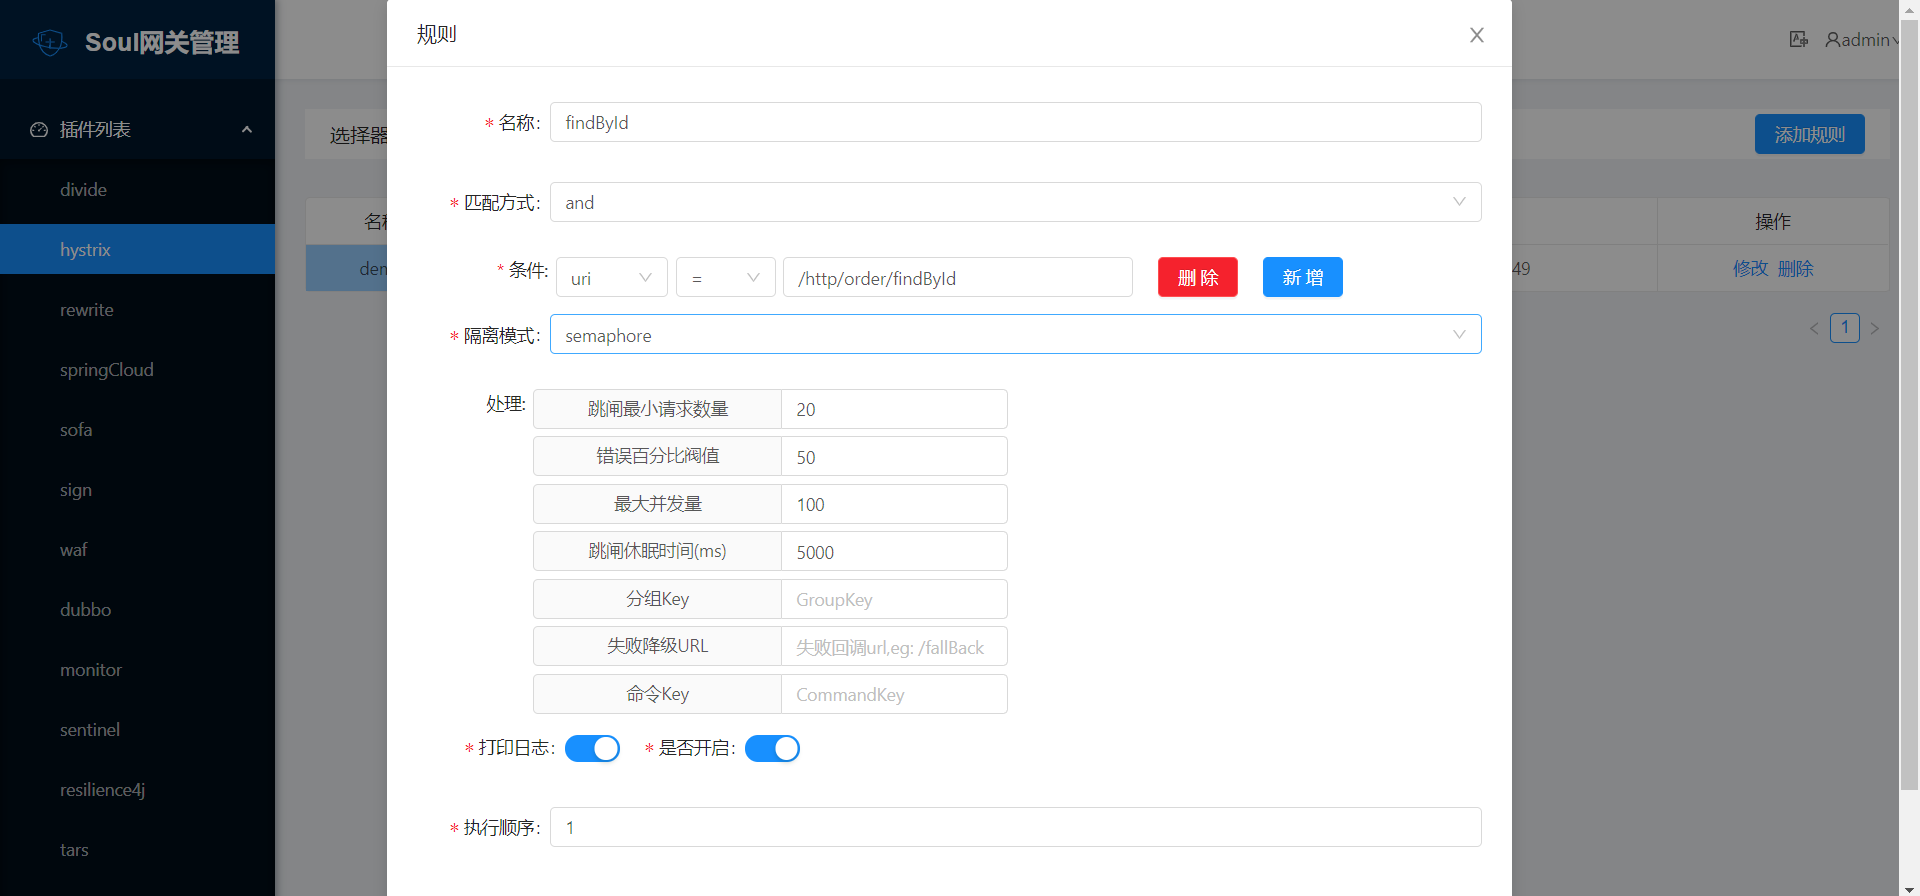 Soul网关管理
插件列表
divide
hystrix
rewrite
springCloud
sofa
sign
waf
dubbo
monitor
sentinel
resilience4j
tars
admin
选择器
添加规则
操作
49
修改 删除
1
规则
* 名称: findById
* 匹配方式: and
* 条件: uri = /http/order/findById 删 除 新 增
* 隔离模式: semaphore
处理: 跳闸最小请求数量 20
错误百分比阀值 50
最大并发量 100
跳闸休眠时间(ms) 5000
分组Key GroupKey
失败降级URL 失败回调url,eg: /fallBack
命令Key CommandKey
* 打印日志: * 是否开启:
* 执行顺序: 1